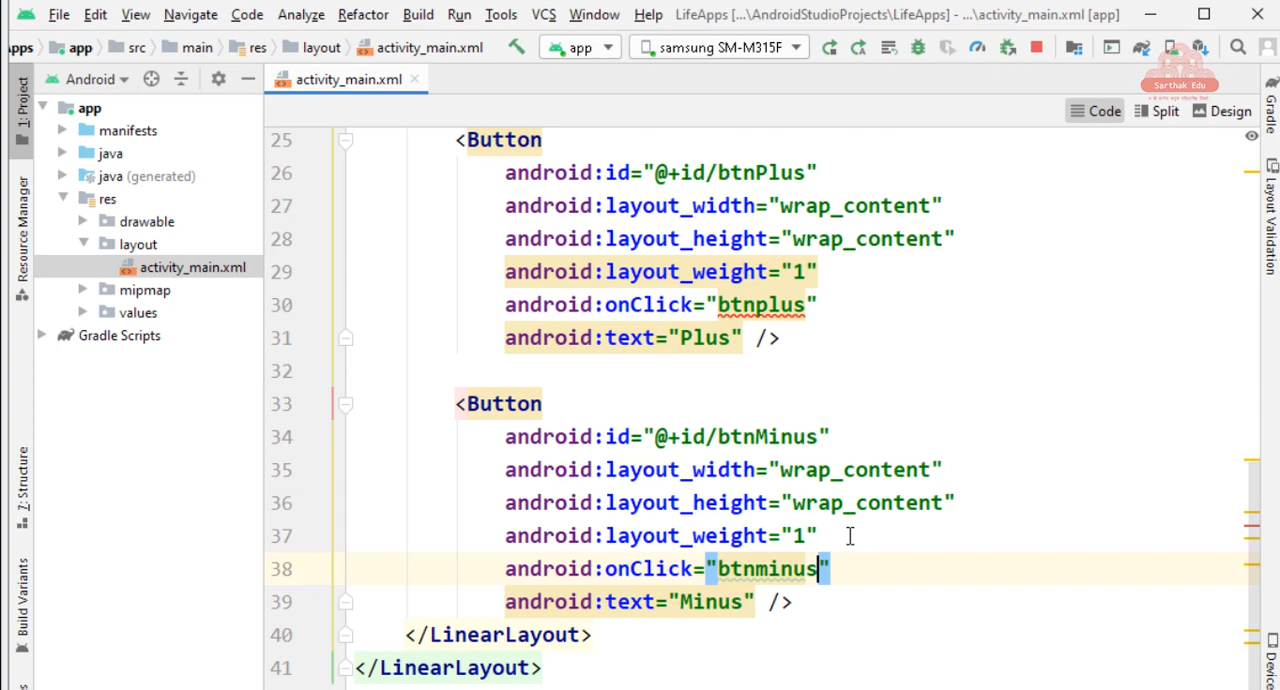 File Edit View Navigate Code Analyze Refactor Build Run Tools VCS Window Help LifeApps [...\AndroidStudioProjects\LifeApps] - ...\activity_main.xml [app]
pps app src main res layout activity_main.xml app samsung SM-M315F
Android activity_main.xml
Sarthak Edu
Code Split Design
1: Project
Resource Manager
7: Structure
Build Variants
Gradle
Layout Validation
Device
app
manifests
java
java (generated)
res
drawable
layout
activity_main.xml
mipmap
values
Gradle Scripts
25 <Button
26 android:id="@+id/btnPlus"
27 android:layout_width="wrap_content"
28 android:layout_height="wrap_content"
29 android:layout_weight="1"
30 android:onClick="btnplus"
31 android:text="Plus" />
32
33 <Button
34 android:id="@+id/btnMinus"
35 android:layout_width="wrap_content"
36 android:layout_height="wrap_content"
37 android:layout_weight="1"
38 android:onClick="btnminus"
39 android:text="Minus" />
40 </LinearLayout>
41 </LinearLayout>